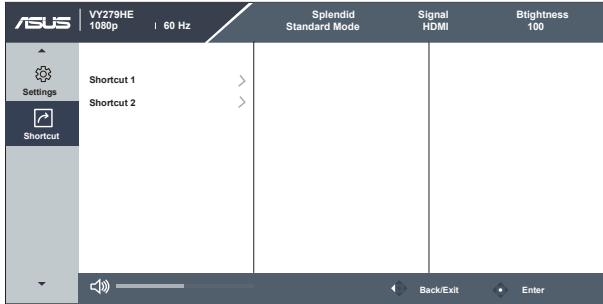 ASUS
VY279HE
1080p | 60 Hz
Splendid
Standard Mode
Signal
HDMI
Btightness
100
Settings
Shortcut
Shortcut 1
Shortcut 2
Back/Exit
Enter